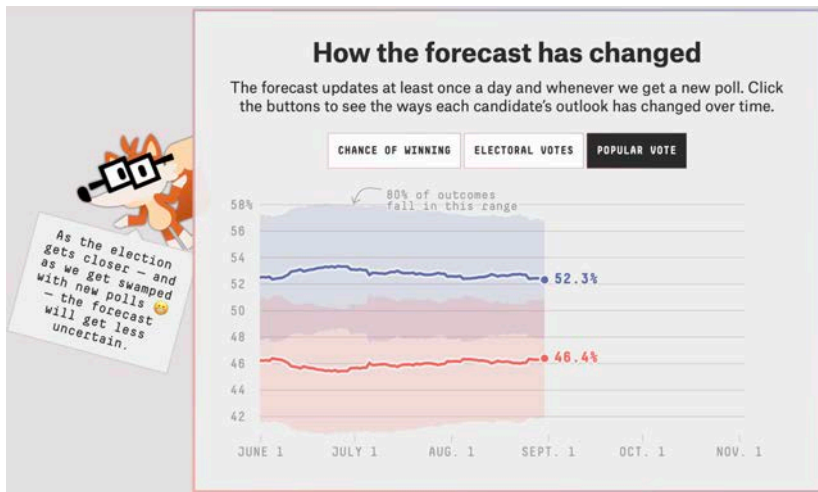 How the forecast has changed
The forecast updates at least once a day and whenever we get a new poll. Click
the buttons to see the ways each candidate's outlook has changed over time.
CHANCE OF WINNING
ELECTORAL VOTES
POPULAR VOTE
As the election
gets closer — and
as we get swamped
with new polls 😁
— the forecast
will get less
uncertain.
80% of outcomes
fall in this range
58%
56
54
52
50
48
46
44
42
52.3%
46.4%
JUNE 1
JULY 1
AUG. 1
SEPT. 1
OCT. 1
NOV. 1